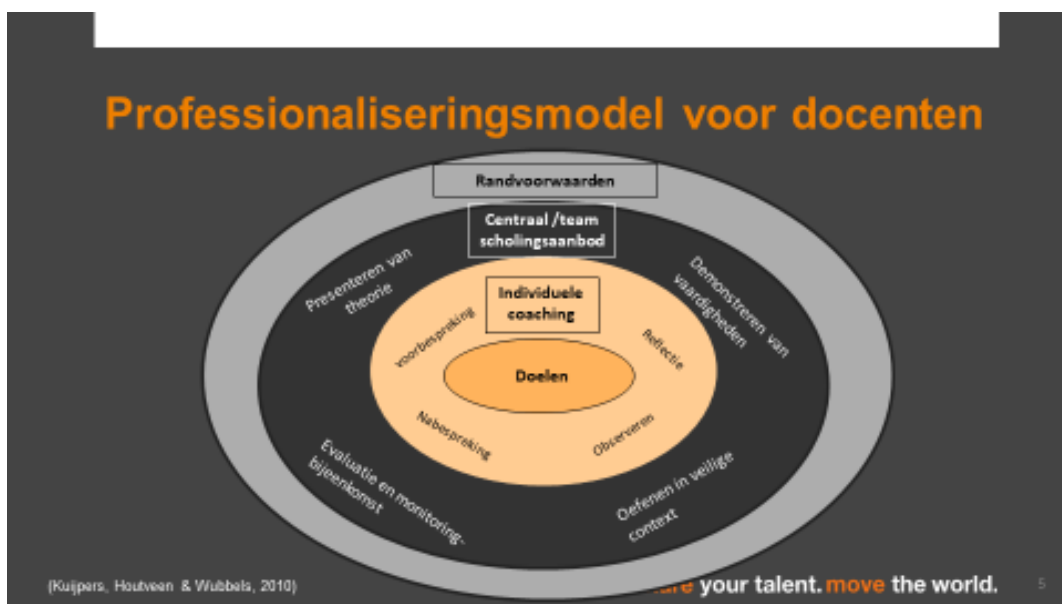 Professionaliseringsmodel voor docenten
Randvoorwaarden
Centraal /team
scholingsaanbod
Presenteren van
theorie
Demonstreren van
vaardigheden
Individuele
coaching
voorbespreking
Reflectie
Doelen
Nabespreking
Observeren
Evaluatie en monitoring-
bijeenkomst
Oefenen in veilige
context
(Kuijpers, Houtveen & Wubbels, 2010)
your talent. move the world.
5